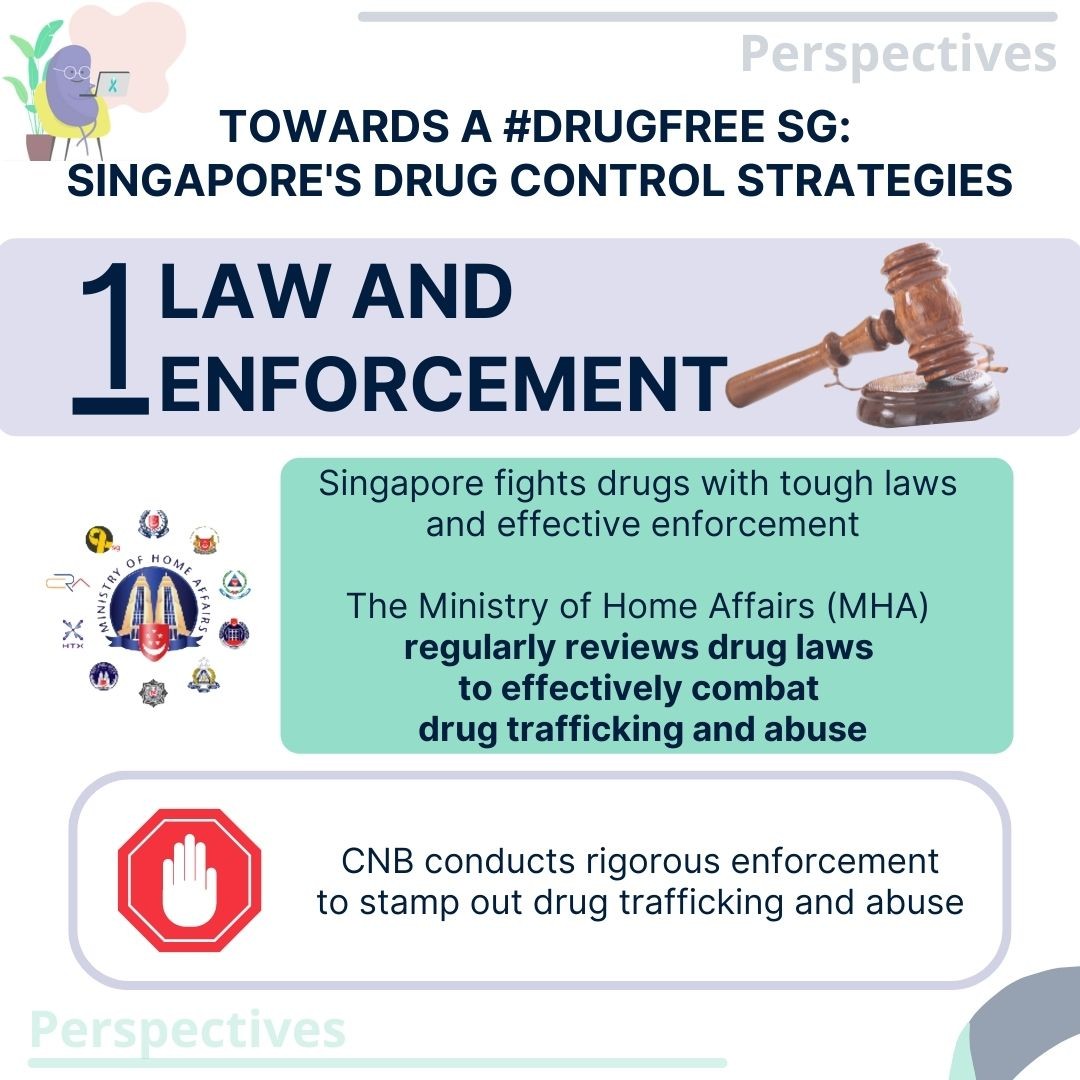 Perspectives
TOWARDS A #DRUGFREE SG:
SINGAPORE'S DRUG CONTROL STRATEGIES
1
LAW AND
ENFORCEMENT
Singapore fights drugs with tough laws
and effective enforcement
The Ministry of Home Affairs (MHA)
regularly reviews drug laws
to effectively combat
drug trafficking and abuse
MINISTRY OF HOME AFFAIRS
HTX
CNB conducts rigorous enforcement
to stamp out drug trafficking and abuse
Perspectives